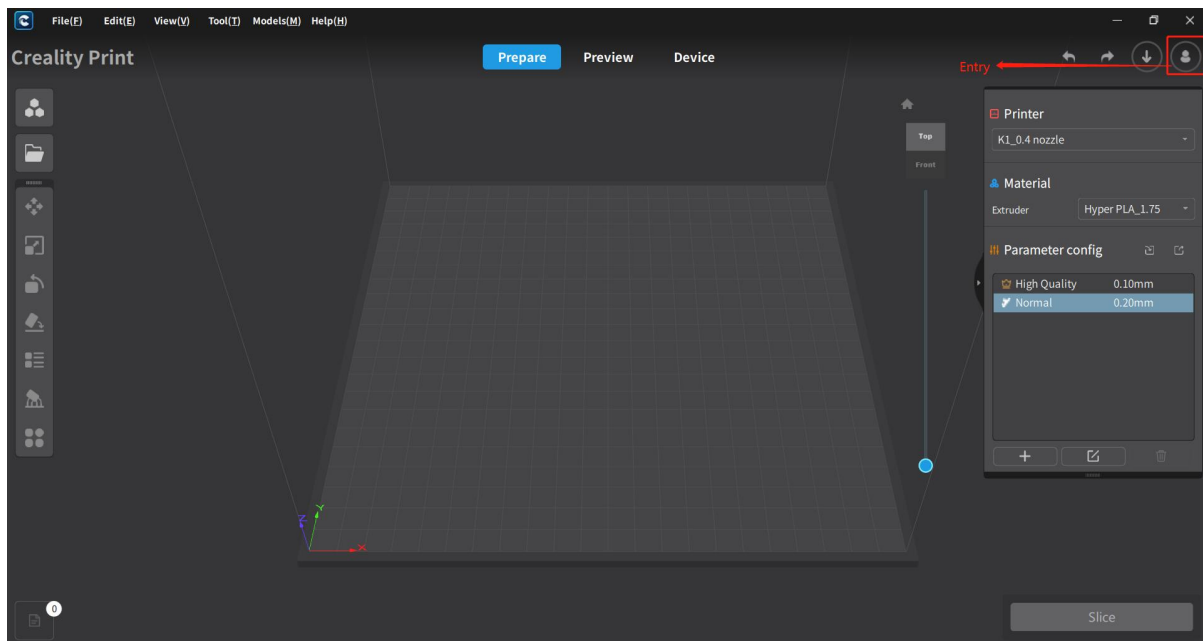 File(F) Edit(E) View(V) Tool(T) Models(M) Help(H)
Creality Print
Prepare Preview Device
Entry
Top
Front
Printer
K1_0.4 nozzle
Material
Extruder Hyper PLA_1.75
Parameter config
High Quality 0.10mm
Normal 0.20mm
Z
Y
X
0
Slice